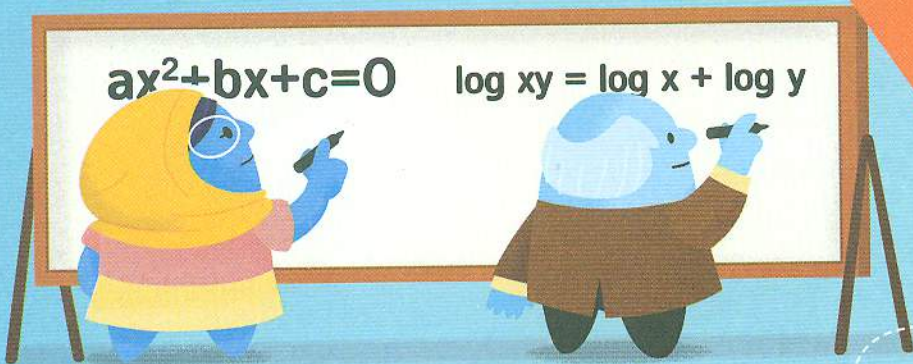 ax²+bx+c=0
log xy = log x + log y